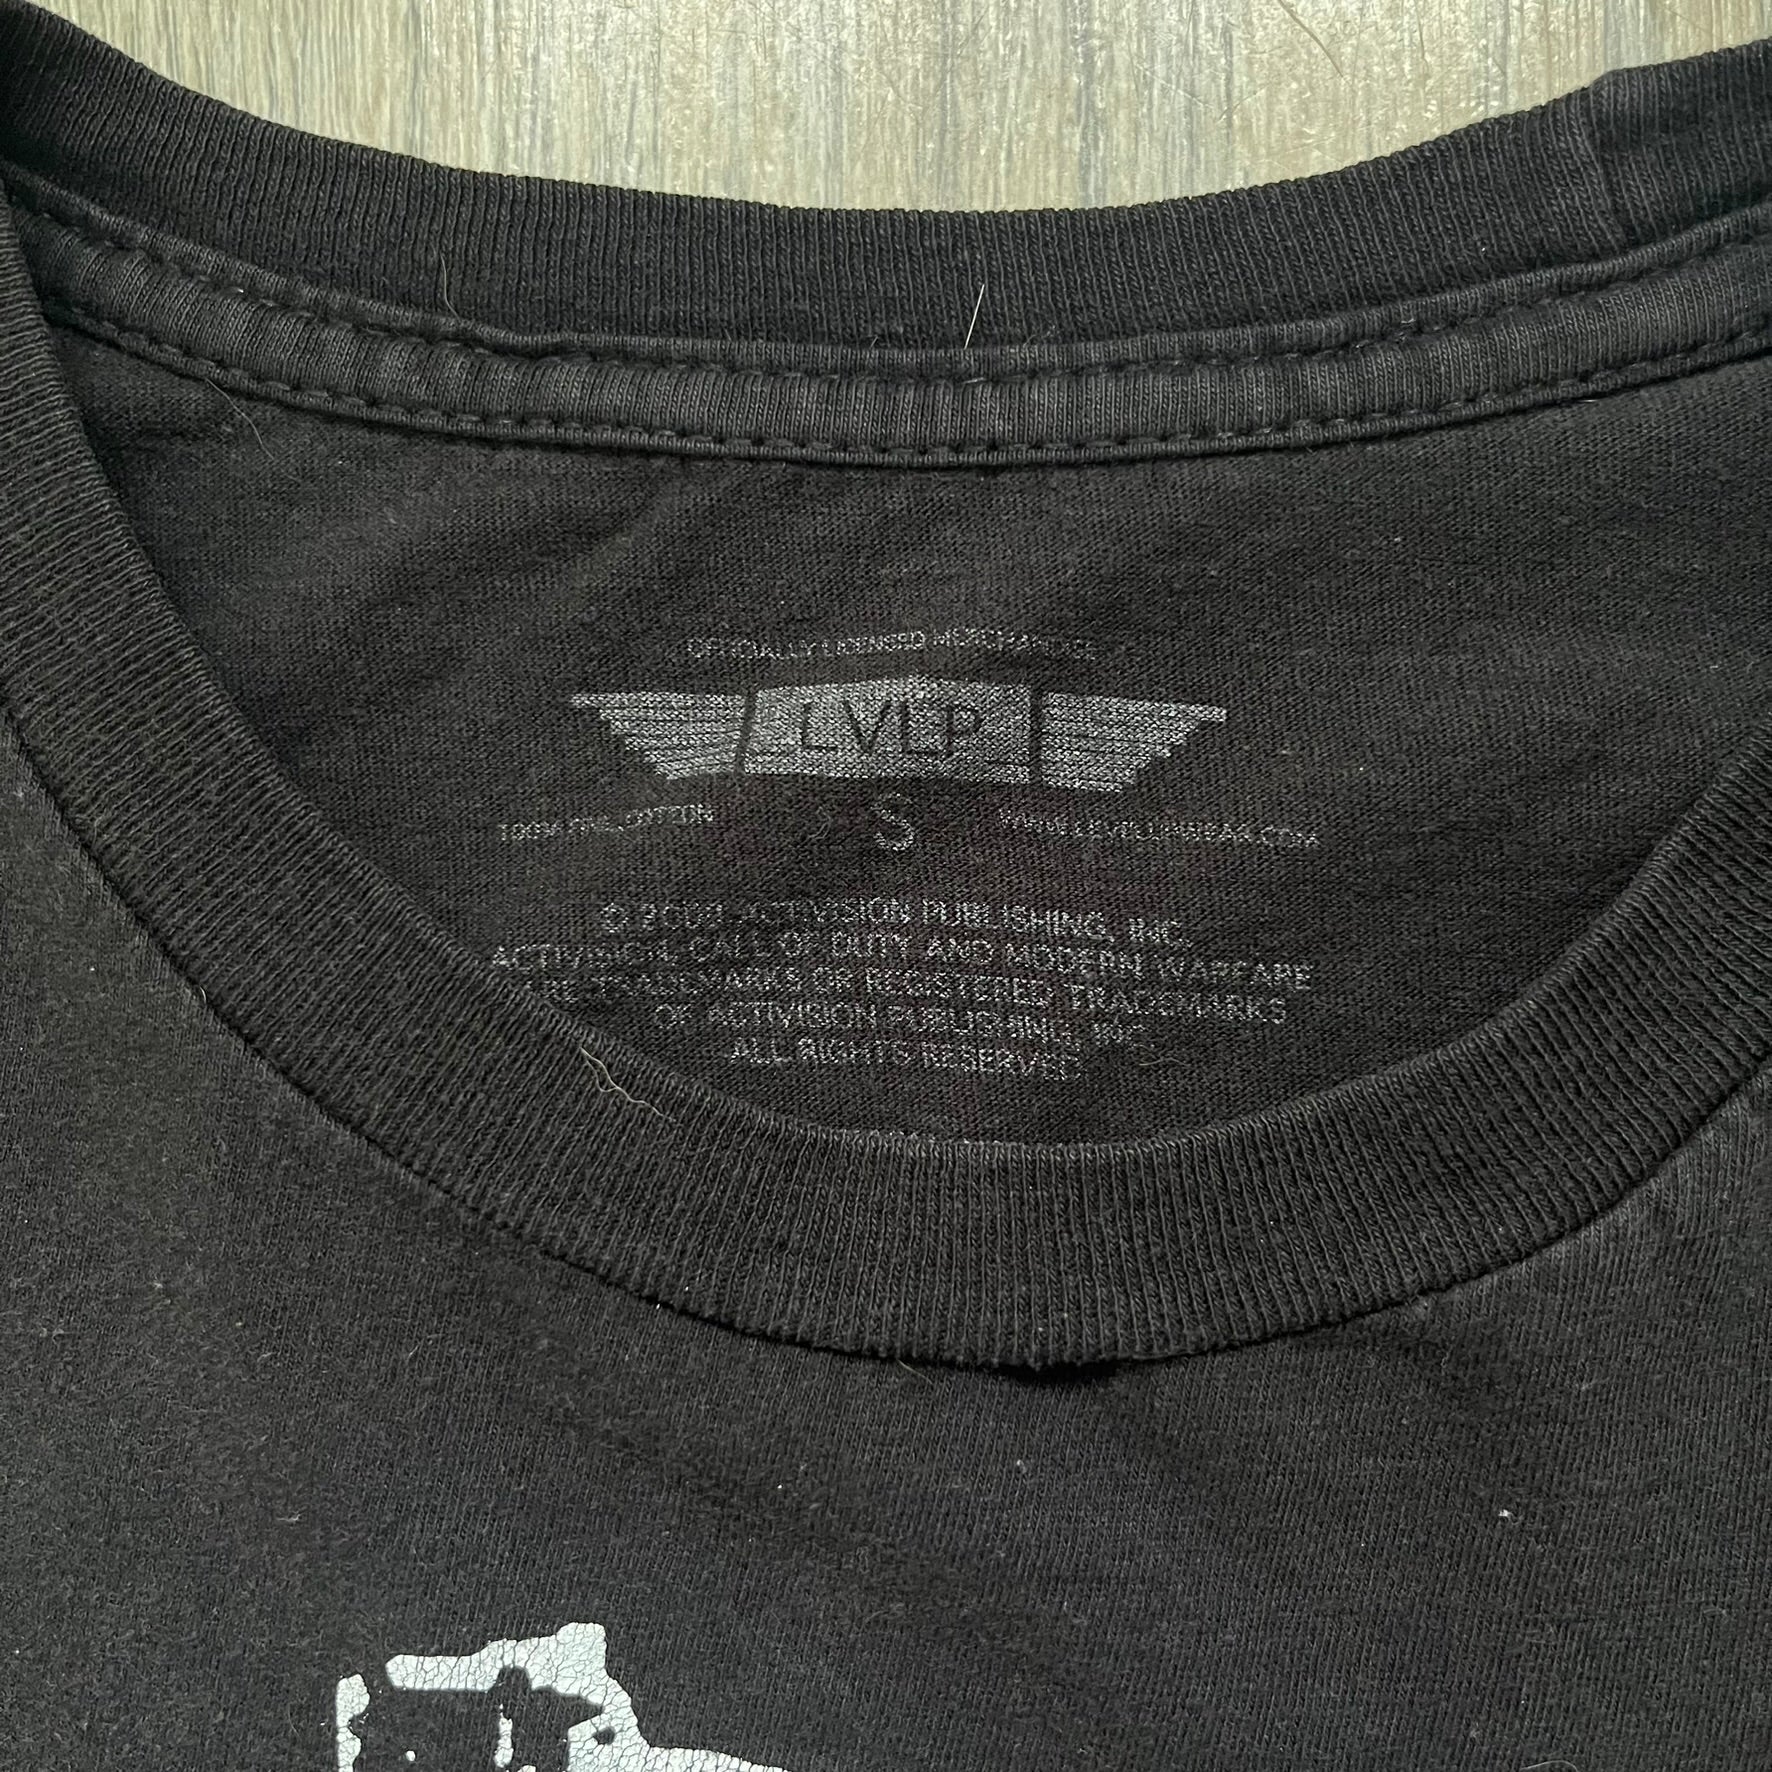 OFFICIALLY LICENSED MERCHANDISE
LVLP
100% COTTON
S
ACTIVISION PUBLISHING, INC.
ACTIVISION, CALL OF DUTY AND MODERN WARFARE
ARE TRADEMARKS OR REGISTERED TRADEMARKS
OF ACTIVISION PUBLISHING, INC.
ALL RIGHTS RESERVED